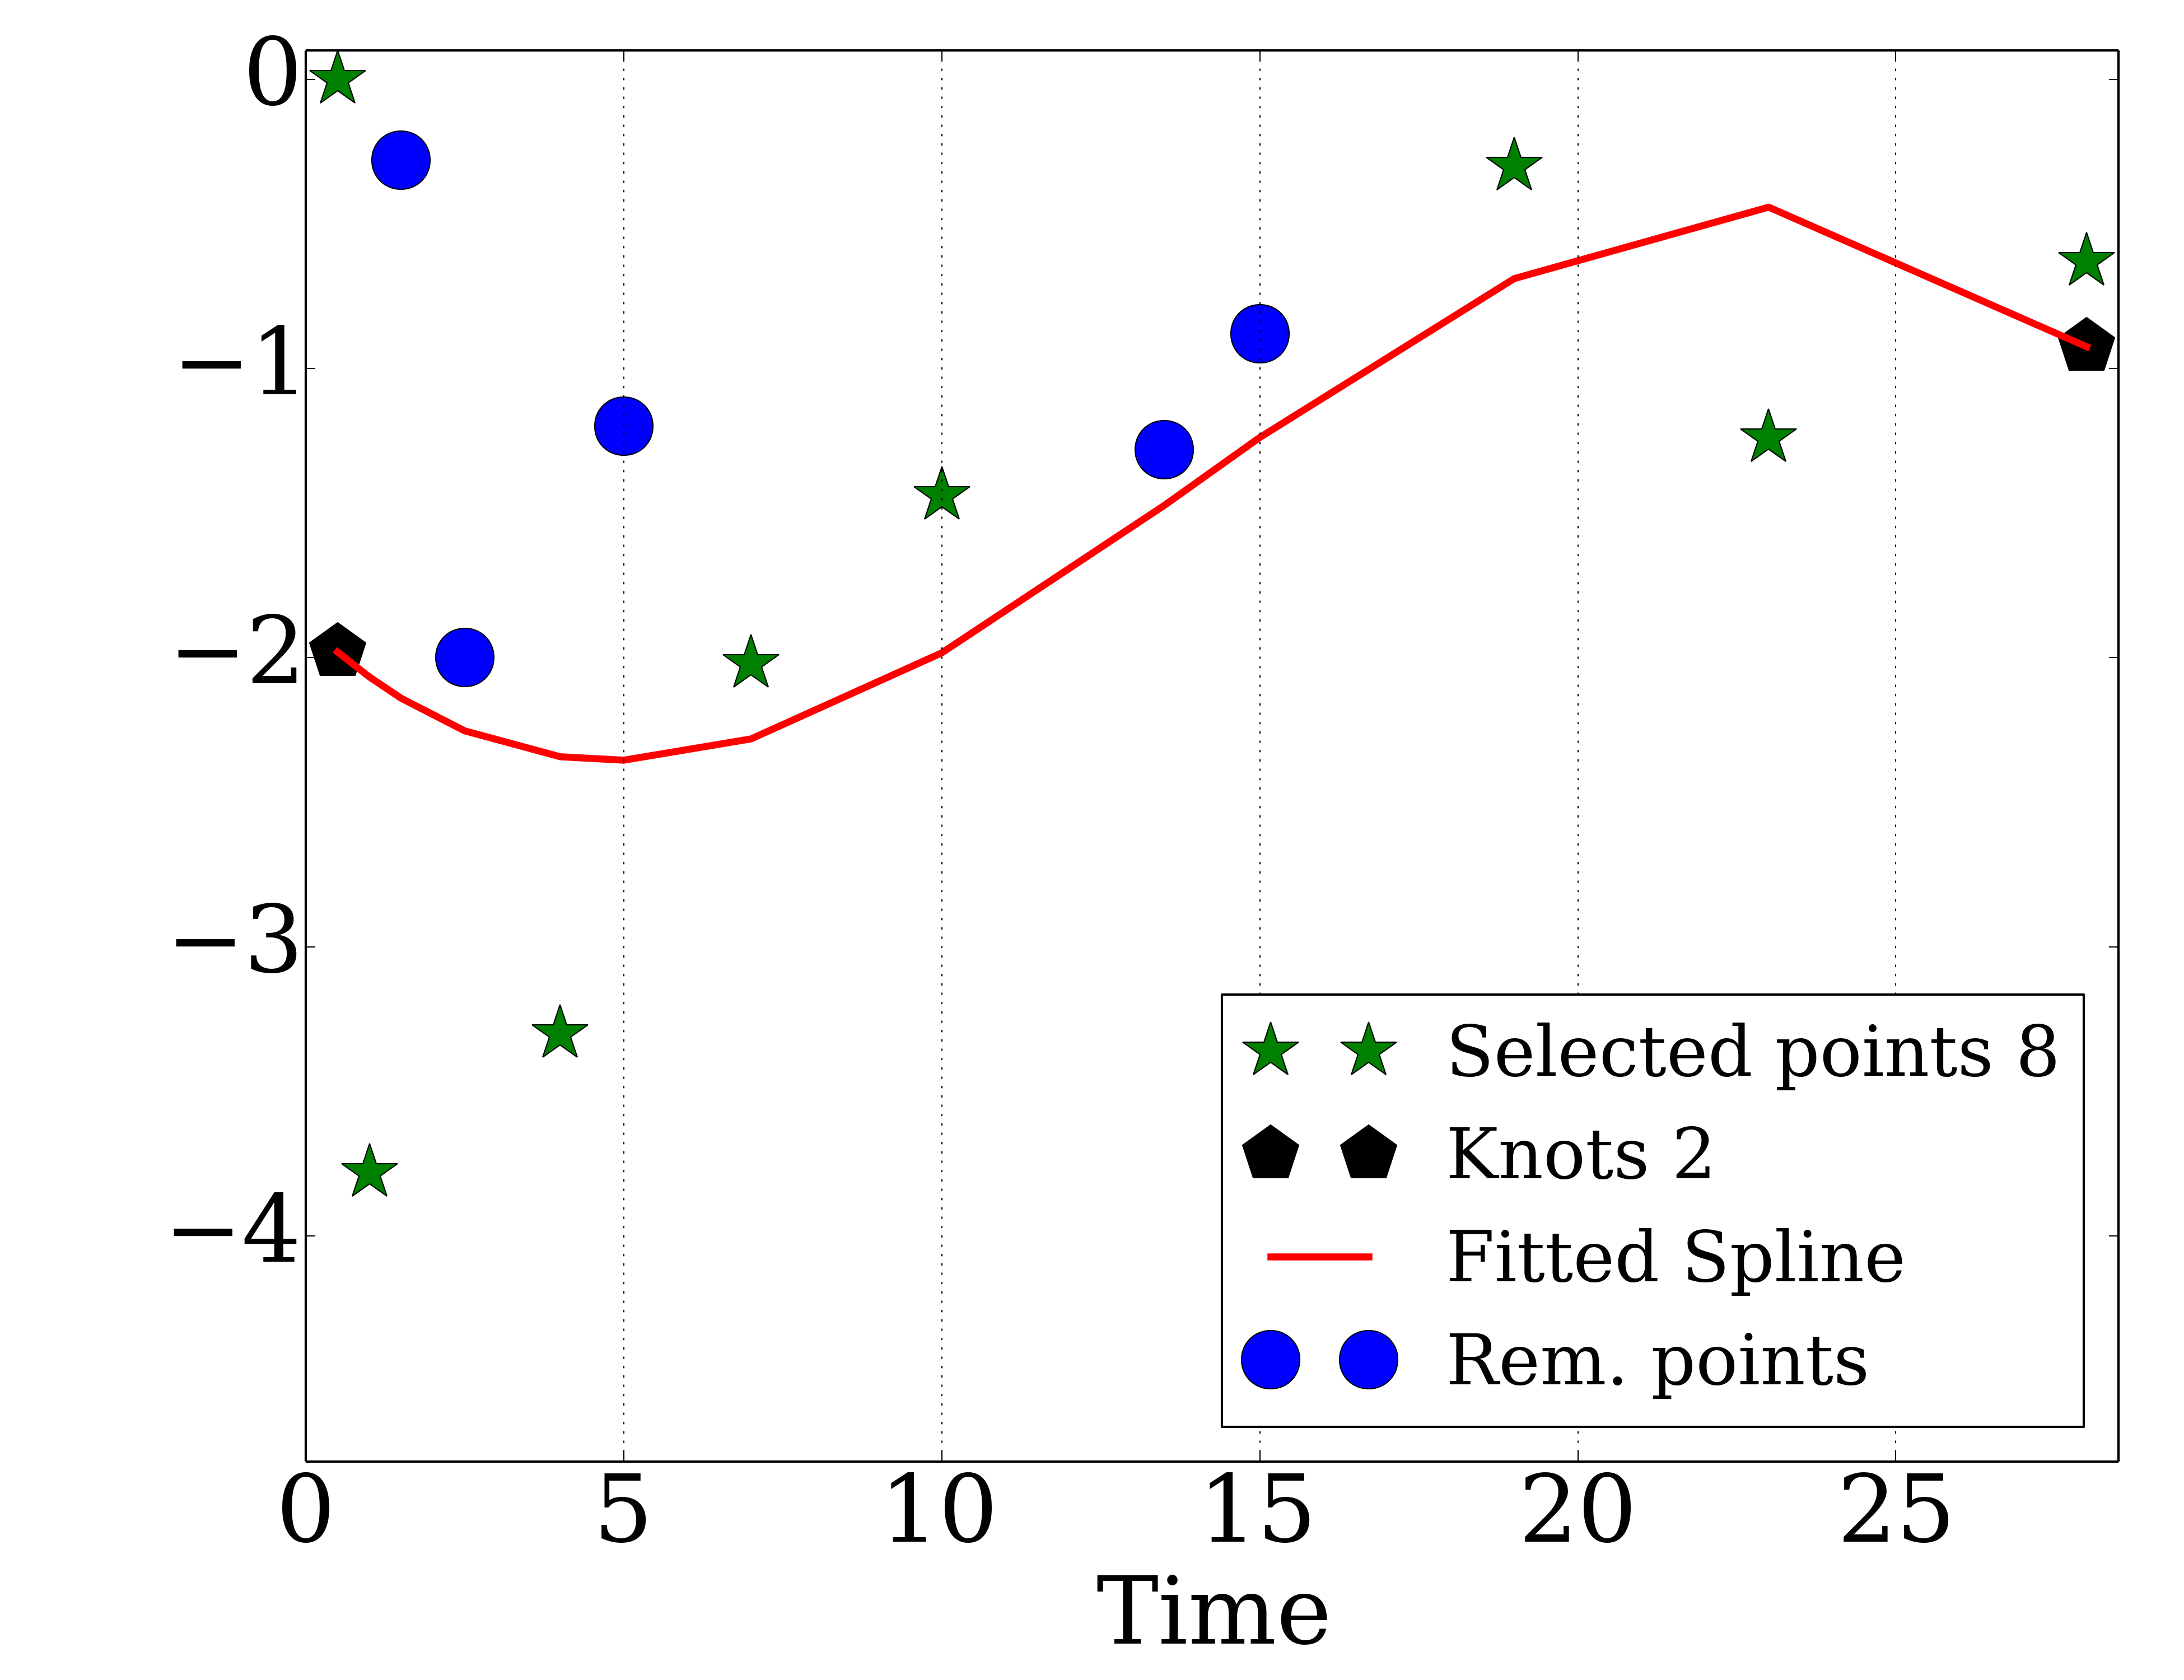 0
−1
−2
−3
−4
0 5 10 15 20 25
Time
Selected points 8
Knots 2
Fitted Spline
Rem. points